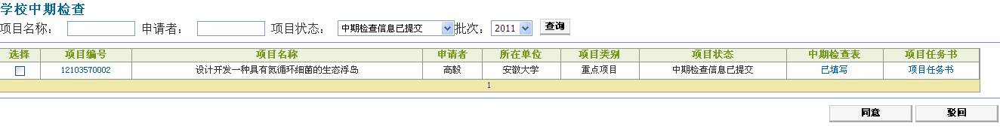 学校中期检查
项目名称： 申请者： 项目状态： 中期检查信息已提交 批次： 2011 查询
选择 项目编号 项目名称 申请者 所在单位 项目类别 项目状态 中期检查表 项目任务书
12103570002 设计开发一种具有氮循环细菌的生态浮岛 高毅 安徽大学 重点项目 中期检查信息已提交 已填写 项目任务书
1
同意 驳回